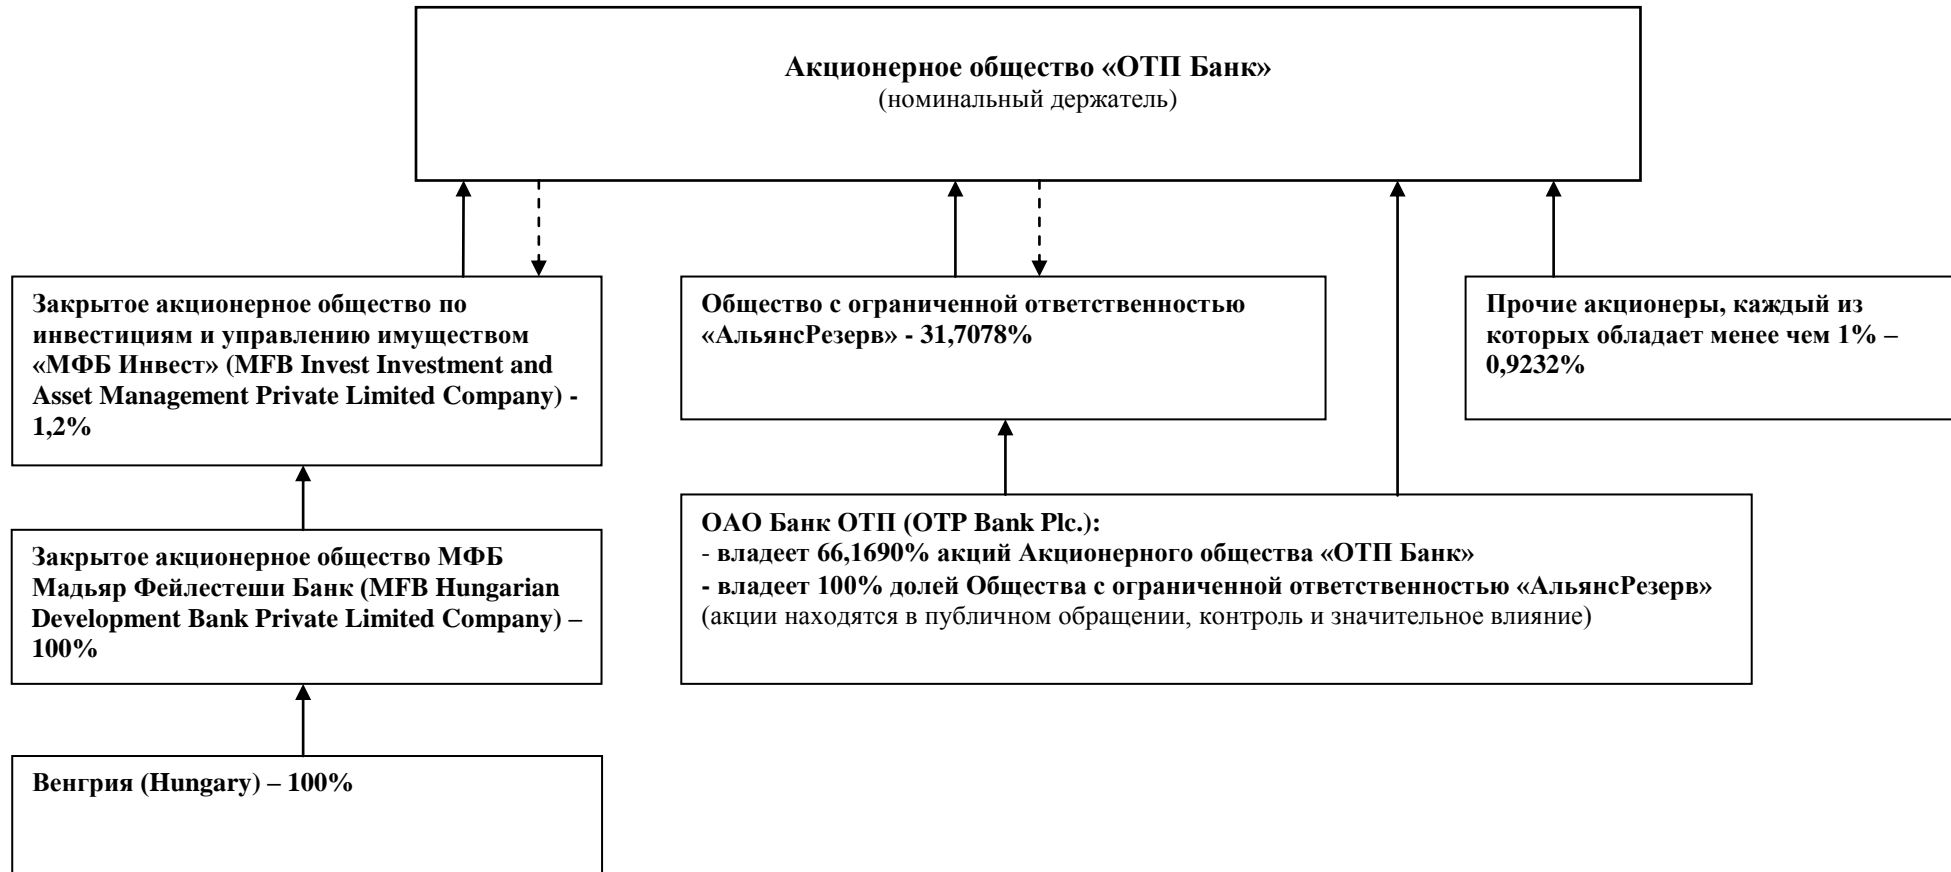 Акционерное общество «ОТП Банк»
(номинальный держатель)
Закрытое акционерное общество по
инвестициям и управлению имуществом
«МФБ Инвест» (MFB Invest Investment and
Asset Management Private Limited Company) -
1,2%
Общество с ограниченной ответственностью
«АльянсРезерв» - 31,7078%
Прочие акционеры, каждый из
которых обладает менее чем 1% –
0,9232%
Закрытое акционерное общество МФБ
Мадьяр Фейлестеши Банк (MFB Hungarian
Development Bank Private Limited Company) –
100%
ОАО Банк ОТП (OTP Bank Plc.):
- владеет 66,1690% акций Акционерного общества «ОТП Банк»
- владеет 100% долей Общества с ограниченной ответственностью «АльянсРезерв»
(акции находятся в публичном обращении, контроль и значительное влияние)
Венгрия (Hungary) – 100%